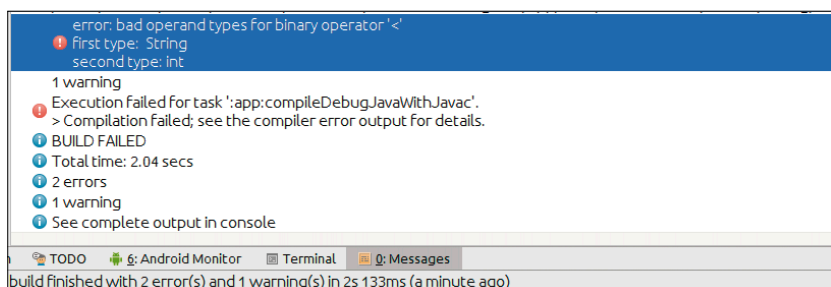 error: bad operand types for binary operator '<'
first type: String
second type: int
1 warning
Execution failed for task ':app:compileDebugJavaWithJavac'.
> Compilation failed; see the compiler error output for details.
BUILD FAILED
Total time: 2.04 secs
2 errors
1 warning
See complete output in console
TODO 6: Android Monitor Terminal 0: Messages
build finished with 2 error(s) and 1 warning(s) in 2s 133ms (a minute ago)